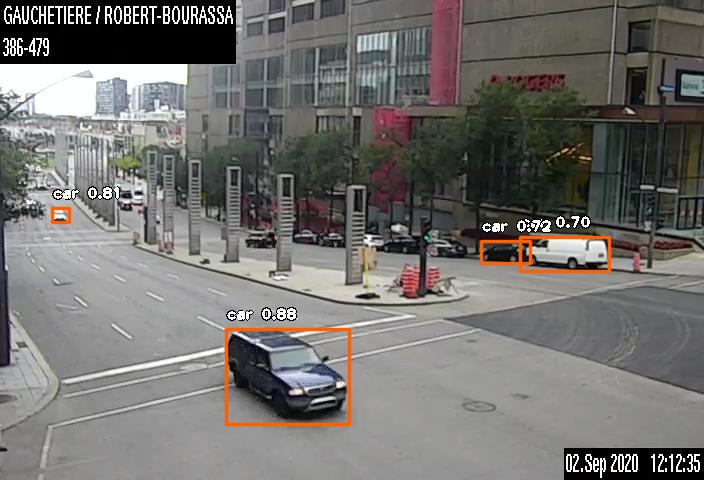 GAUCHETIERE / ROBERT-BOURASSA
386-479
car 0.81
car 0.72
0.70
car 0.88
02.Sep 2020 12:12:35